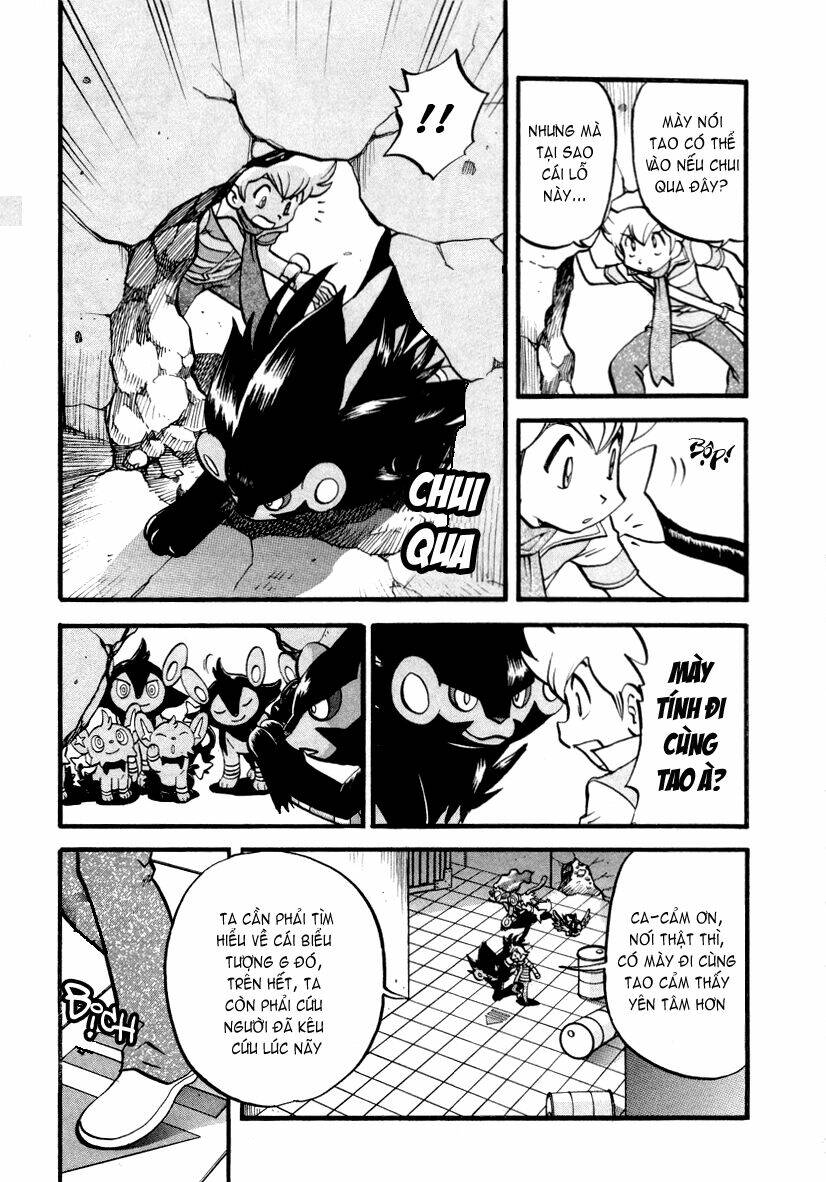 MÀY NÓI
TAO CÓ THỂ
VÀO NẾU CHUI
QUA ĐÂY?
NHƯNG MÀ
TẠI SAO
CÁI LỖ
NÀY...
!!
CHUI
QUA
BỘP!
MÀY
TÍNH ĐI
CÙNG
TAO À?
CA-CẢM ƠN,
NỐI THẬT THÌ,
CÓ MÀY ĐI CÙNG
TAO CẢM THẤY
YÊN TÂM HƠN
TA CẦN PHẢI TÌM
HIỂU VỀ CÁI BIỂU
TƯỢNG G ĐÓ,
TRÊN HẾT, TA
CÒN PHẢI CỨU
NGƯỜI ĐÃ KÊU
CỨU LÚC NÃY
BỊCH